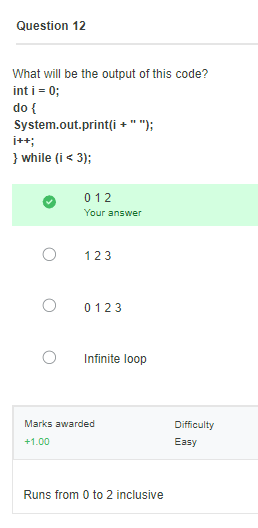 Question 12
What will be the output of this code?
int i = 0;
do {
System.out.print(i + " ");
i++;
} while (i < 3);
0 1 2
Your answer
1 2 3
0 1 2 3
Infinite loop
Marks awarded
Difficulty
+1.00
Easy
Runs from 0 to 2 inclusive